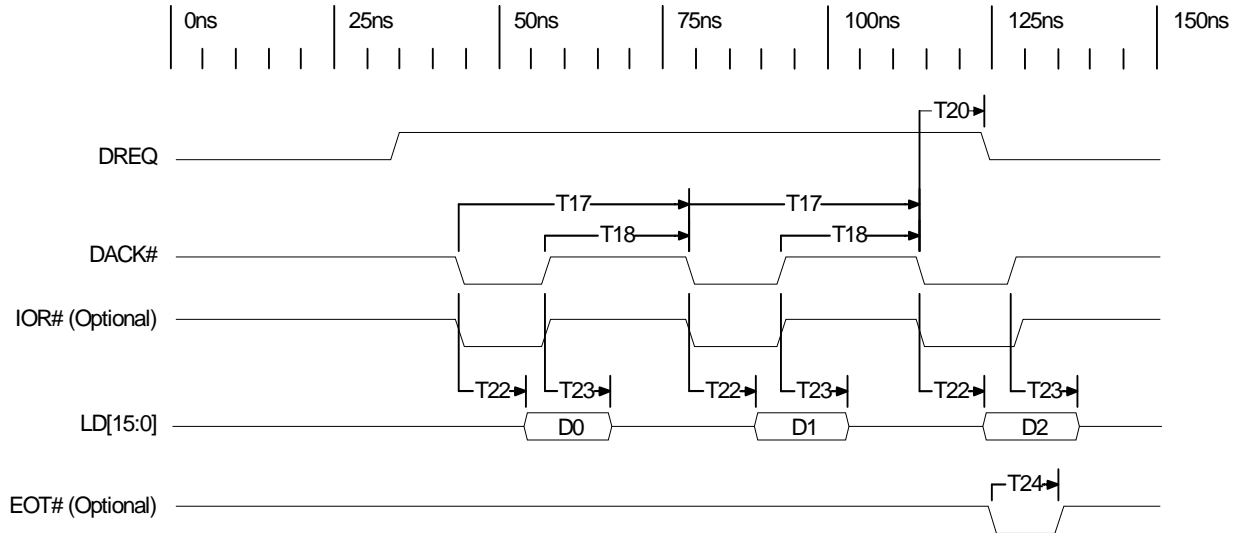 0ns 25ns 50ns 75ns 100ns 125ns 150ns
T20
DREQ
T17 T17
T18 T18
DACK#
IOR# (Optional)
T22 T23 T22 T23 T22 T23
LD[15:0] D0 D1 D2
T24
EOT# (Optional)